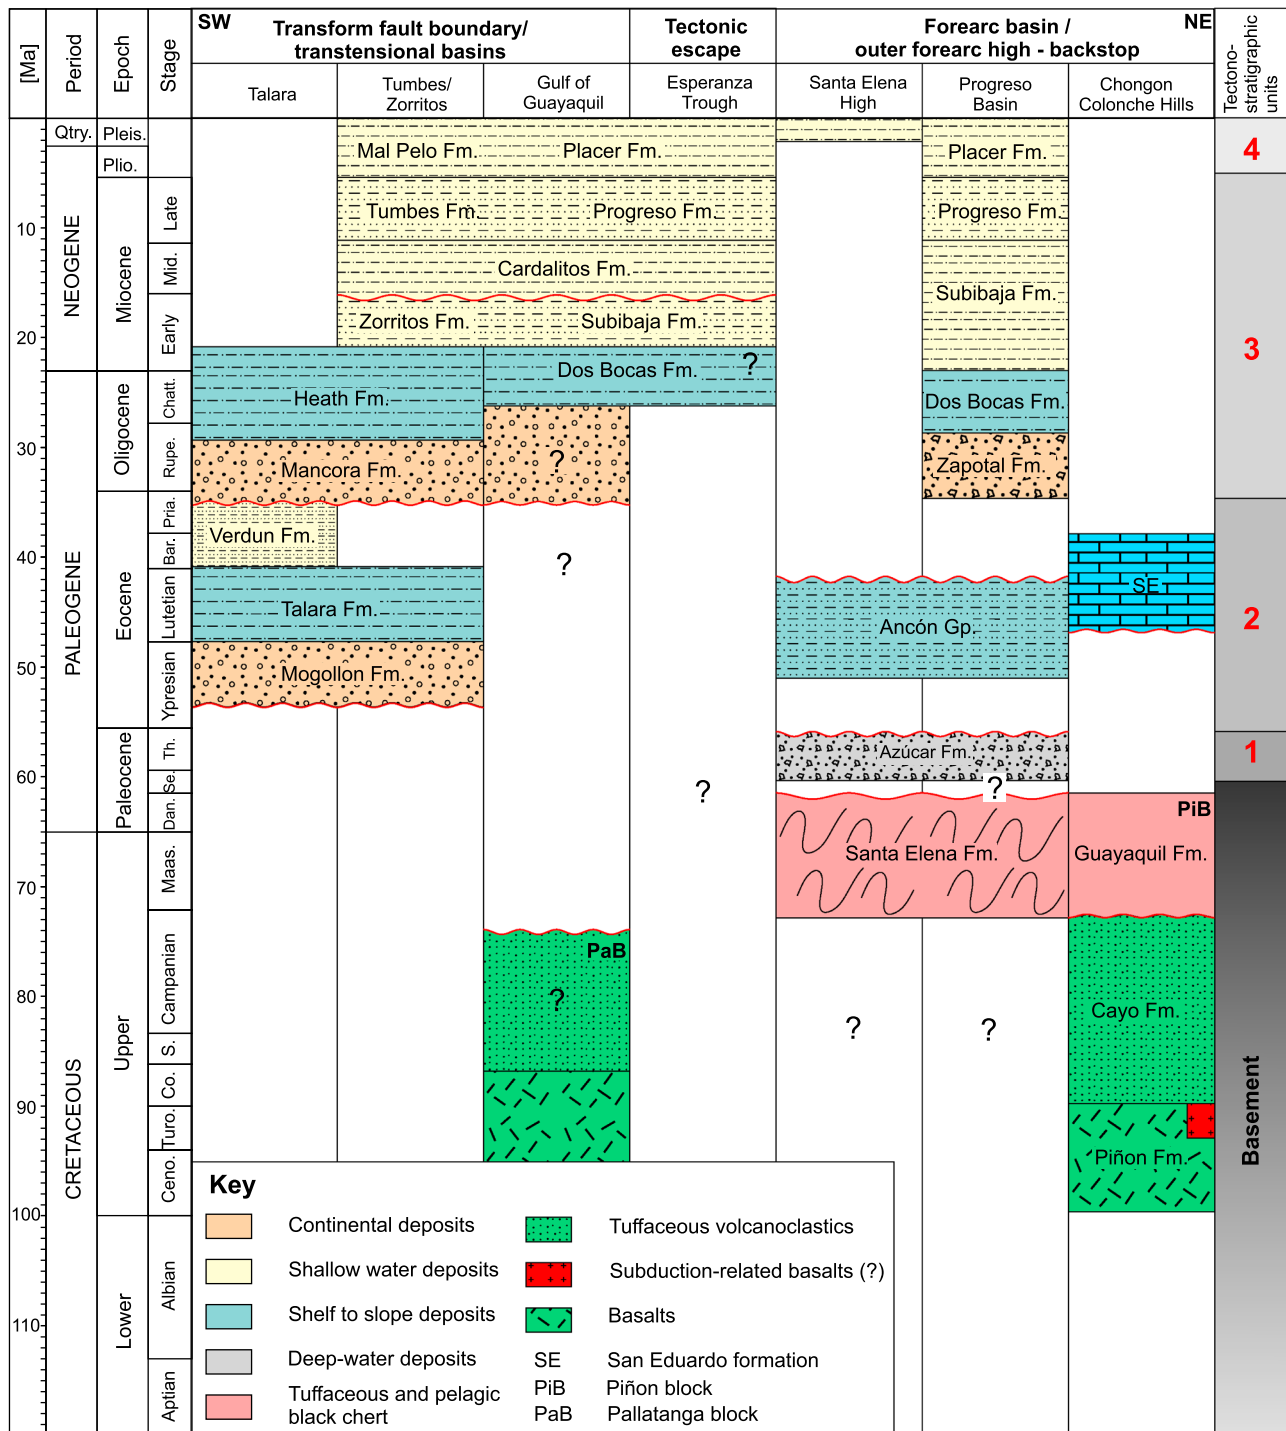 [Ma]
Period
Epoch
Stage
SW
Transform fault boundary/
transtensional basins
Tectonic
escape
Forearc basin /
outer forearc high - backstop
NE
Tectono-
stratigraphic
units
Talara
Tumbes/
Zorritos
Gulf of
Guayaquil
Esperanza
Trough
Santa Elena
High
Progreso
Basin
Chongon
Colonche Hills
Qtry.
Pleis.
Plio.
NEOGENE
Miocene
Late
Mid.
Early
PALEOGENE
Oligocene
Chatt.
Rupe.
Eocene
Pria.
Bar.
Lutetian
Ypresian
Paleocene
Th.
Se.
Dan.
CRETACEOUS
Upper
Maas.
Campanian
S.
Co.
Turo.
Ceno.
Lower
Albian
Aptian
10
20
30
40
50
60
70
80
90
100
110
Mal Pelo Fm.
Placer Fm.
Placer Fm.
4
Tumbes Fm.
Progreso Fm.
Progreso Fm.
Cardalitos Fm.
Subibaja Fm.
Zorritos Fm.
Subibaja Fm.
3
Heath Fm.
Dos Bocas Fm.
?
Dos Bocas Fm.
Mancora Fm.
?
Zapotal Fm.
Verdun Fm.
?
SE
Talara Fm.
Ancón Gp.
2
Mogollon Fm.
Azúcar Fm.
1
?
?
PiB
Santa Elena Fm.
Guayaquil Fm.
PaB
?
?
?
Cayo Fm.
Piñon Fm.
Basement
Key
Continental deposits
Shallow water deposits
Shelf to slope deposits
Deep-water deposits
Tuffaceous and pelagic
black chert
Tuffaceous volcanoclastics
Subduction-related basalts (?)
Basalts
SE San Eduardo formation
PiB Piñon block
PaB Pallatanga block